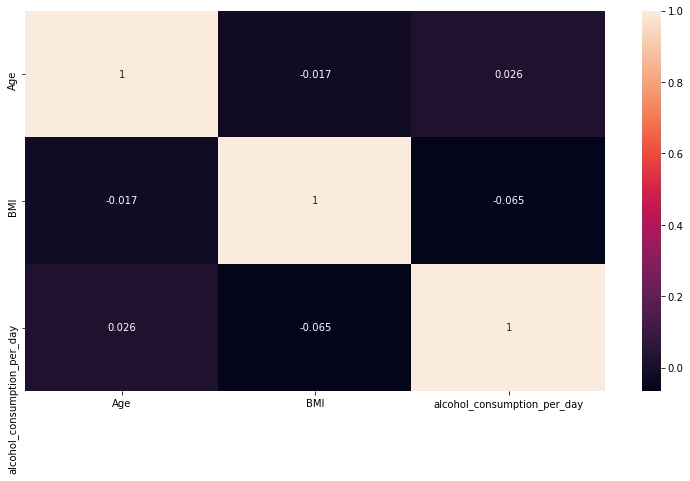 Age
1
-0.017
0.026
BMI
-0.017
1
-0.065
alcohol_consumption_per_day
0.026
-0.065
1
Age
BMI
alcohol_consumption_per_day
1.0
0.8
0.6
0.4
0.2
0.0